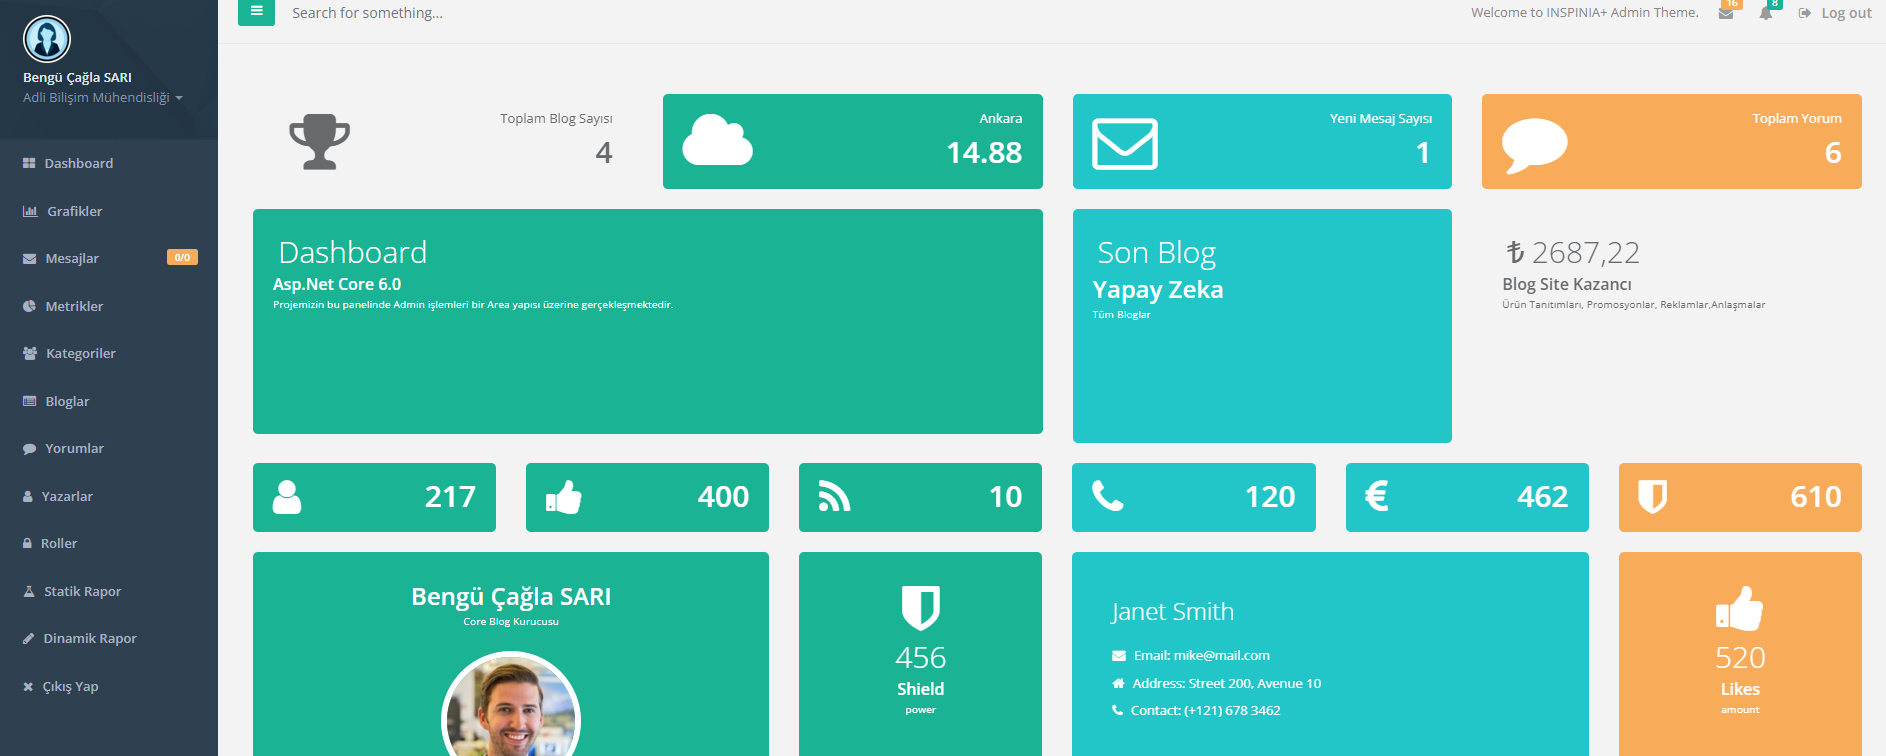 Bengü Çağla SARI
Adli Bilişim Mühendisliği
Dashboard
Grafikler
Mesajlar 0/0
Metrikler
Kategoriler
Bloglar
Yorumlar
Yazarlar
Roller
Statik Rapor
Dinamik Rapor
Çıkış Yap
Search for something...
Welcome to INSPINIA+ Admin Theme.
16
8
Log out
Toplam Blog Sayısı
4
Ankara
14.88
Yeni Mesaj Sayısı
1
Toplam Yorum
6
Dashboard
Asp.Net Core 6.0
Projemizin bu panelinde Admin işlemleri bir Area yapısı üzerine gerçekleşmektedir.
Son Blog
Yapay Zeka
Tüm Bloglar
₺ 2687,22
Blog Site Kazancı
Ürün Tanıtımları, Promosyonlar, Reklamlar,Anlaşmalar
217
400
10
120
€ 462
610
Bengü Çağla SARI
Core Blog Kurucusu
456
Shield
power
Janet Smith
Email: mike@mail.com
Address: Street 200, Avenue 10
Contact: (+121) 678 3462
520
Likes
amount